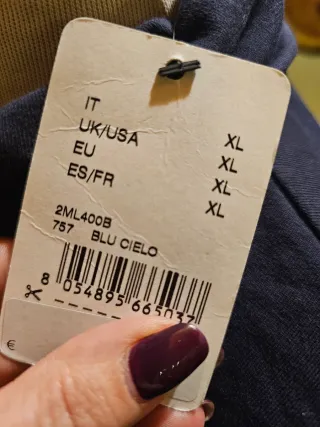 IT XL
UK/USA XL
EU XL
ES/FR XL
2ML400B
757 BLU CIELO
8 054895 665037
€